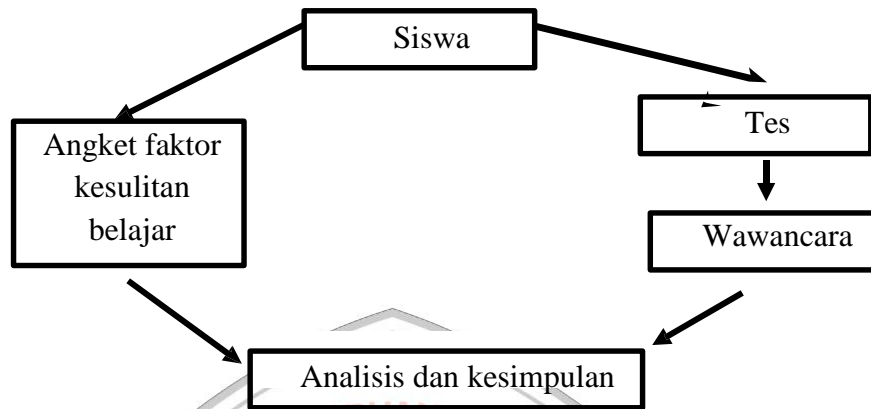 Siswa
Tes
Angket faktor
kesulitan
belajar
Wawancara
Analisis dan kesimpulan